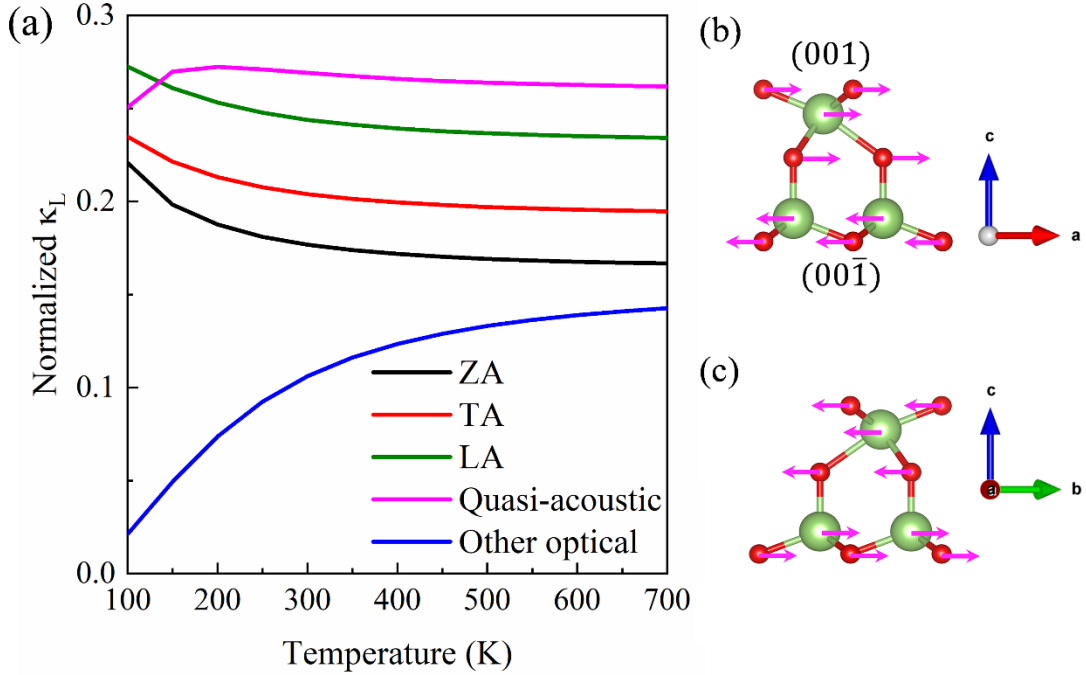 (a)
0.3
0.2
0.1
0.0
Normalized κ_L
ZA
TA
LA
Quasi-acoustic
Other optical
100 200 300 400 500 600 700
Temperature (K)
(b)
(001)
(001̅)
c
a
(c)
c
a
b